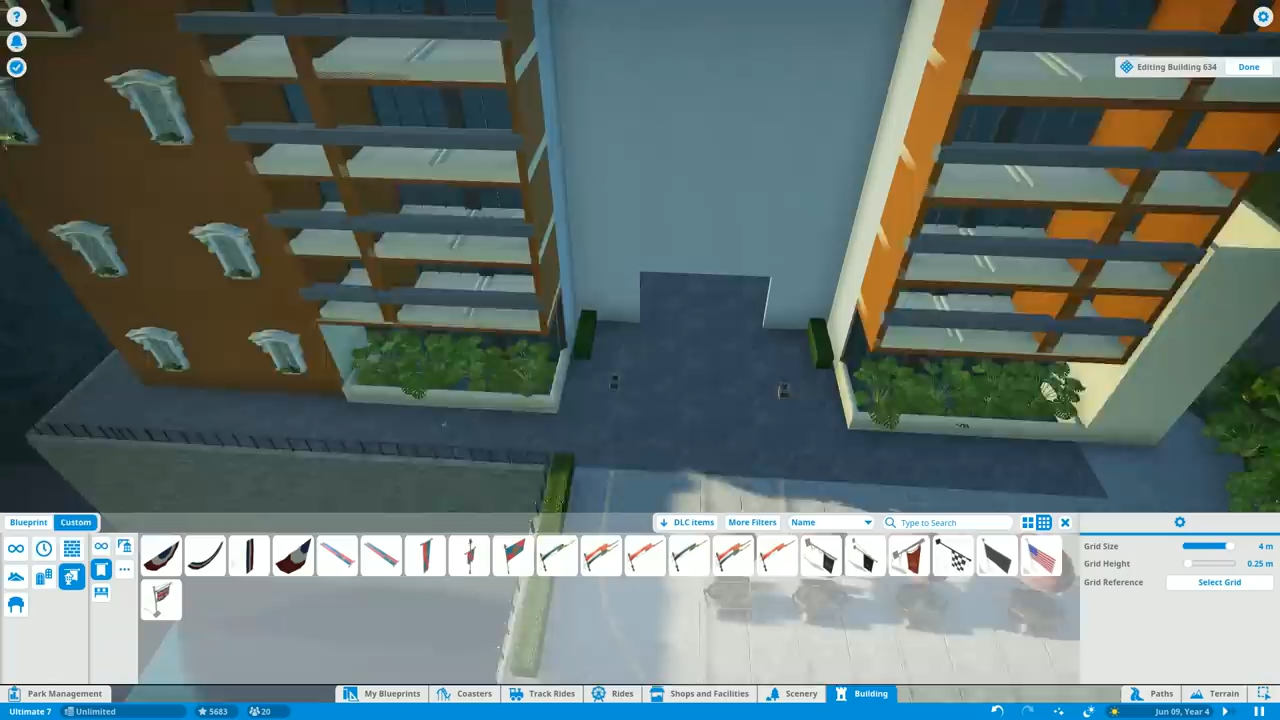 Editing Building 634 Done
Blueprint Custom DLC items More Filters Name Type to Search
Grid Size 4 m
Grid Height 0.25 m
Grid Reference Select Grid
Park Management My Blueprints Coasters Track Rides Rides Shops and Facilities Scenery Building Paths Terrain
Ultimate 7 Unlimited 5683 20 Jun 09, Year 4